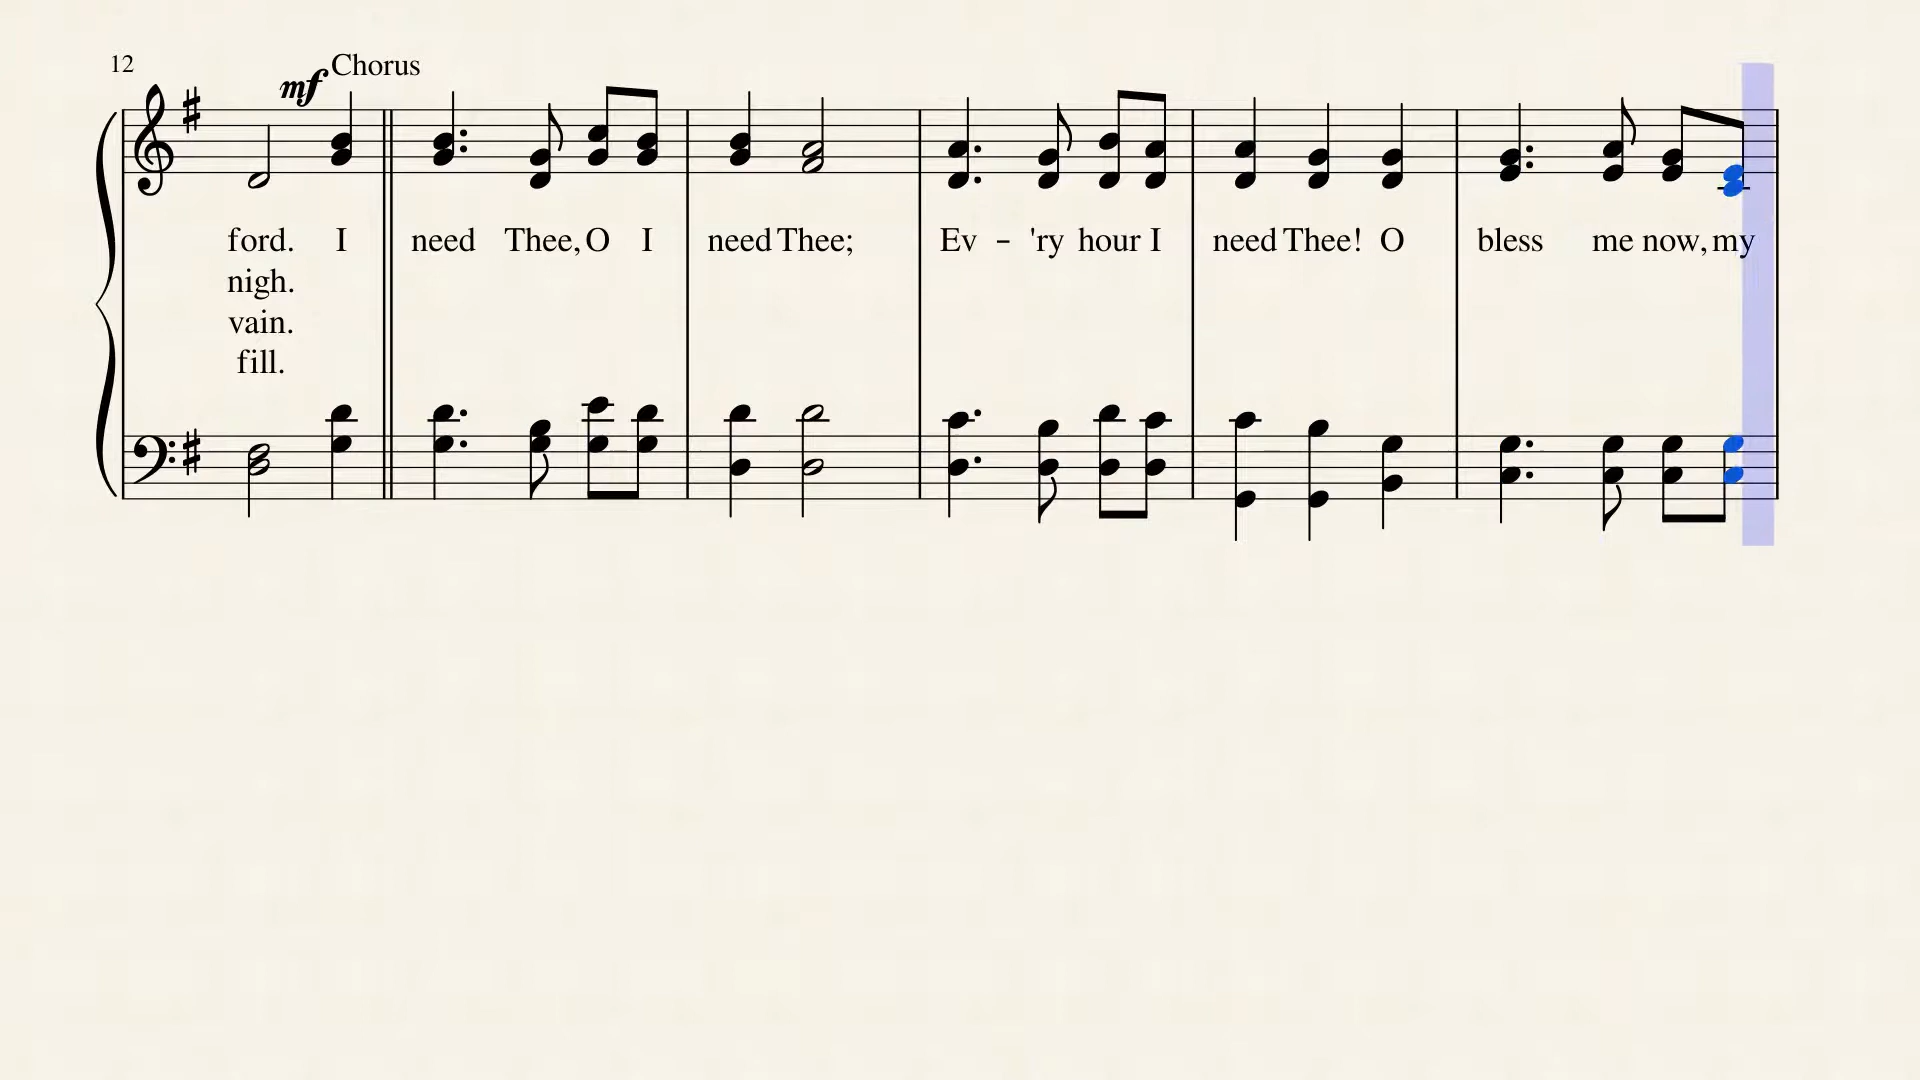 12
mf Chorus
ford. I need Thee, O I need Thee; Ev - 'ry hour I need Thee! O bless me now, my
nigh.
vain.
fill.